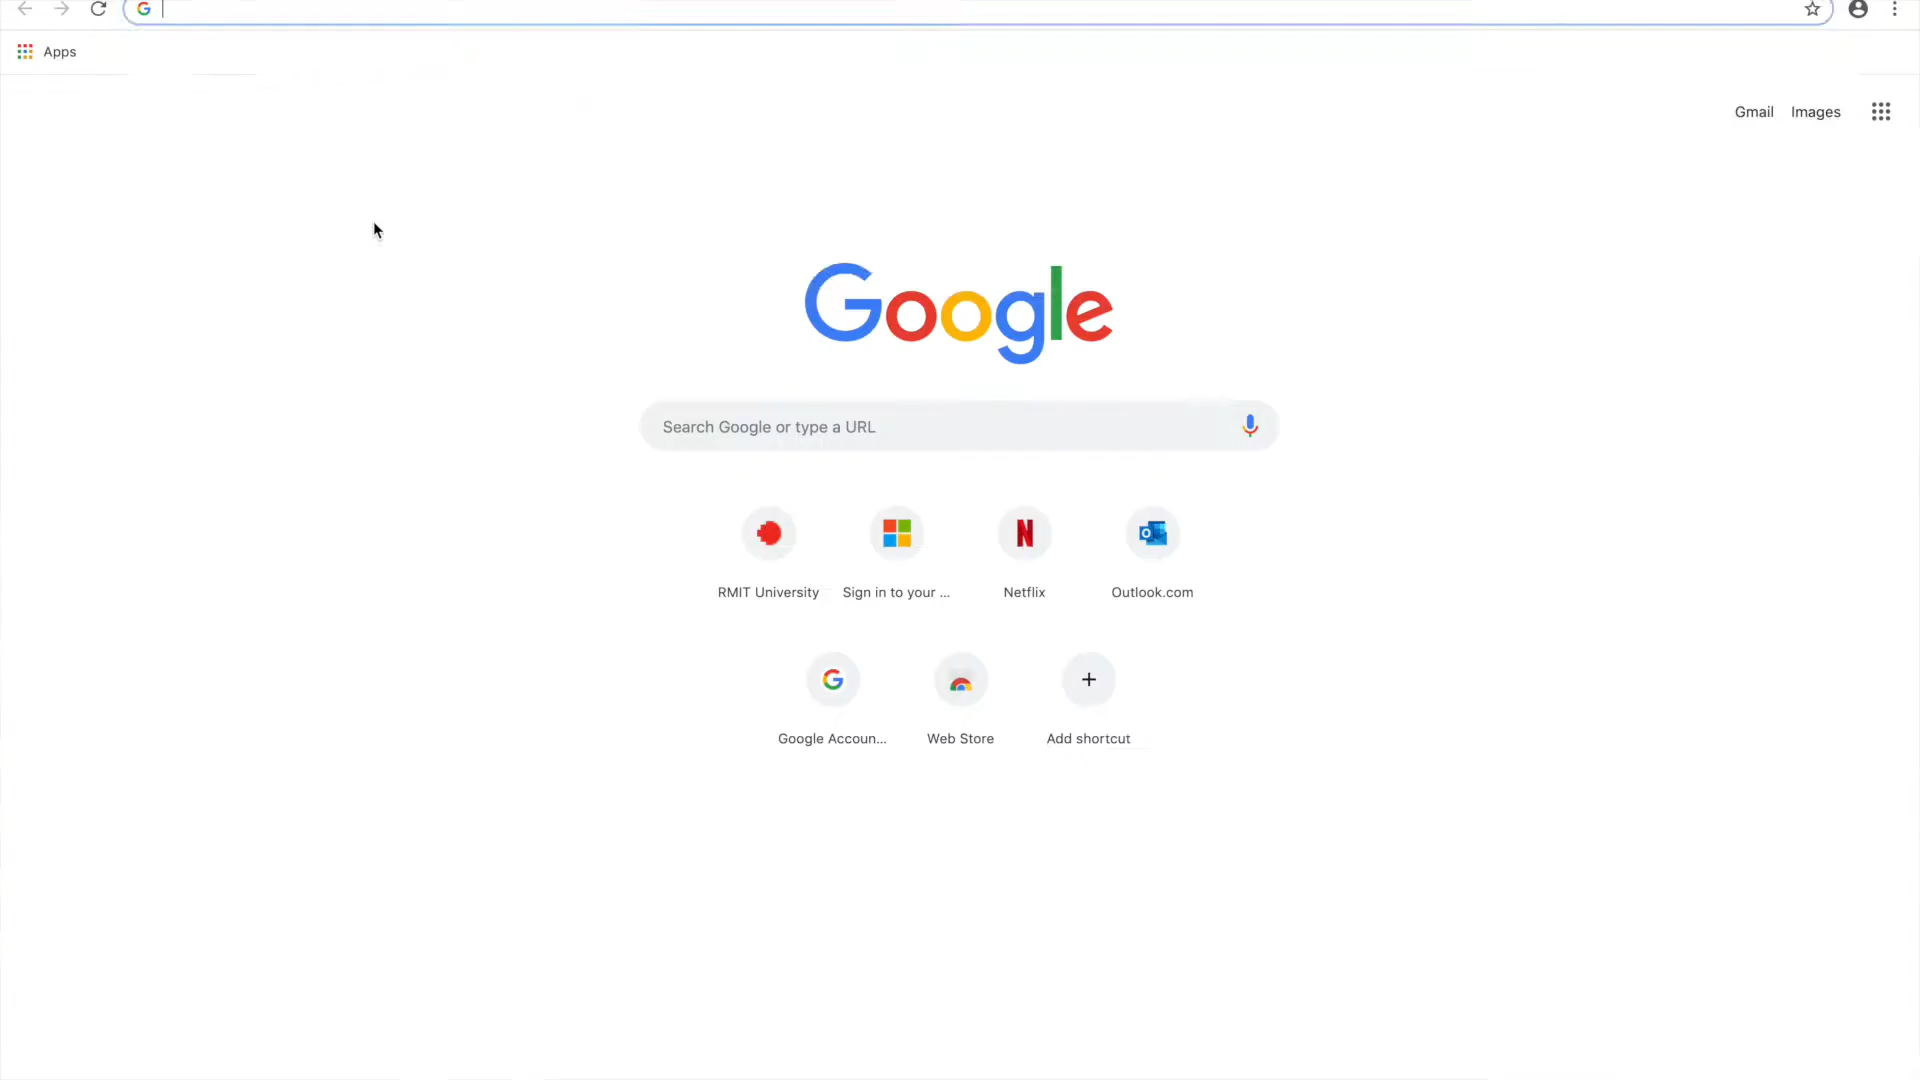 Apps
Gmail Images
Google
Search Google or type a URL
RMIT University Sign in to your ... Netflix Outlook.com
Google Accoun... Web Store Add shortcut